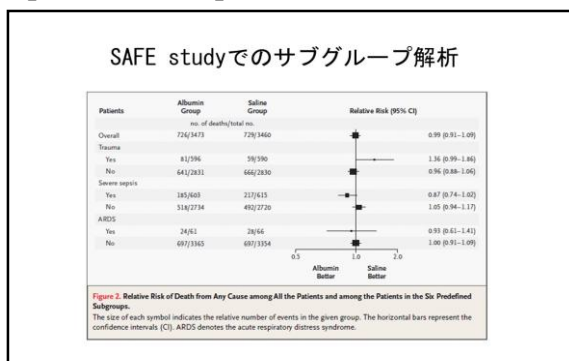 SAFE studyでのサブグループ解析
Patients Albumin Group Saline Group Relative Risk (95% CI)
no. of deaths/total no.
Overall 726/3473 729/3460 0.99 (0.91–1.09)
Trauma
Yes 81/596 59/590 1.36 (0.99–1.86)
No 641/2831 666/2830 0.96 (0.88–1.06)
Severe sepsis
Yes 185/603 217/615 0.87 (0.74–1.02)
No 518/2734 492/2720 1.05 (0.94–1.17)
ARDS
Yes 24/61 28/66 0.93 (0.61–1.41)
No 697/3365 697/3354 1.00 (0.91–1.09)
0.5 1.0 2.0
Albumin Better Saline Better
Figure 2. Relative Risk of Death from Any Cause among All the Patients and among the Patients in the Six Predefined
Subgroups.
The size of each symbol indicates the relative number of events in the given group. The horizontal bars represent the
confidence intervals (CI). ARDS denotes the acute respiratory distress syndrome.